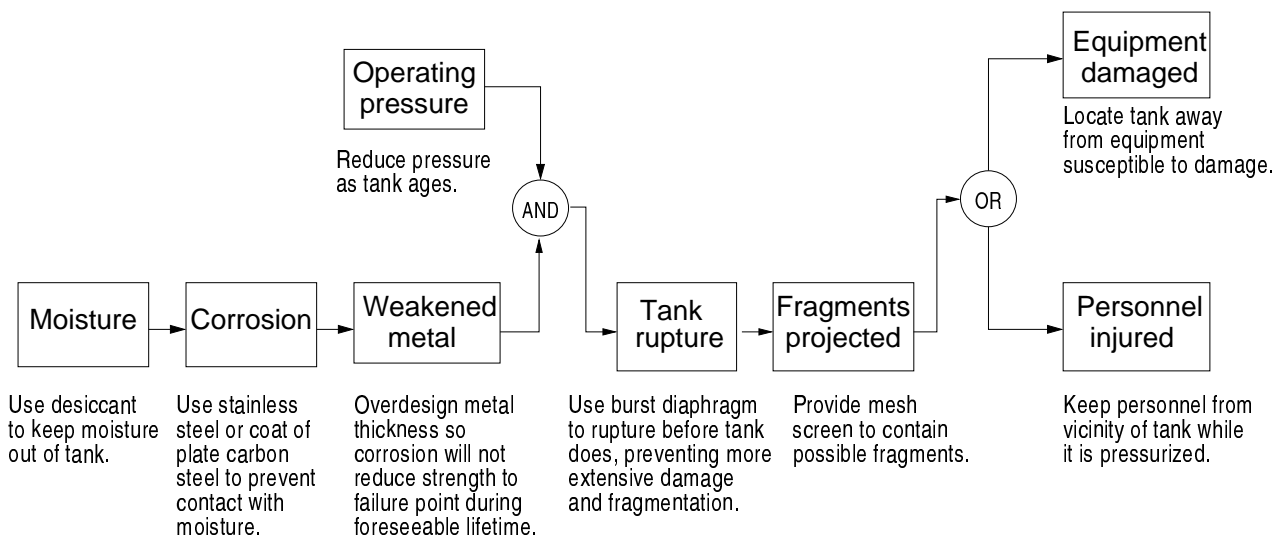 Equipment
damaged
Locate tank away
from equipment
susceptible to damage.
Operating
pressure
Reduce pressure
as tank ages.
AND
OR
Moisture
Use desiccant
to keep moisture
out of tank.
Corrosion
Use stainless
steel or coat of
plate carbon
steel to prevent
contact with
moisture.
Weakened
metal
Overdesign metal
thickness so
corrosion will not
reduce strength to
failure point during
foreseeable lifetime.
Tank
rupture
Use burst diaphragm
to rupture before tank
does, preventing more
extensive damage
and fragmentation.
Fragments
projected
Provide mesh
screen to contain
possible fragments.
Personnel
injured
Keep personnel from
vicinity of tank while
it is pressurized.